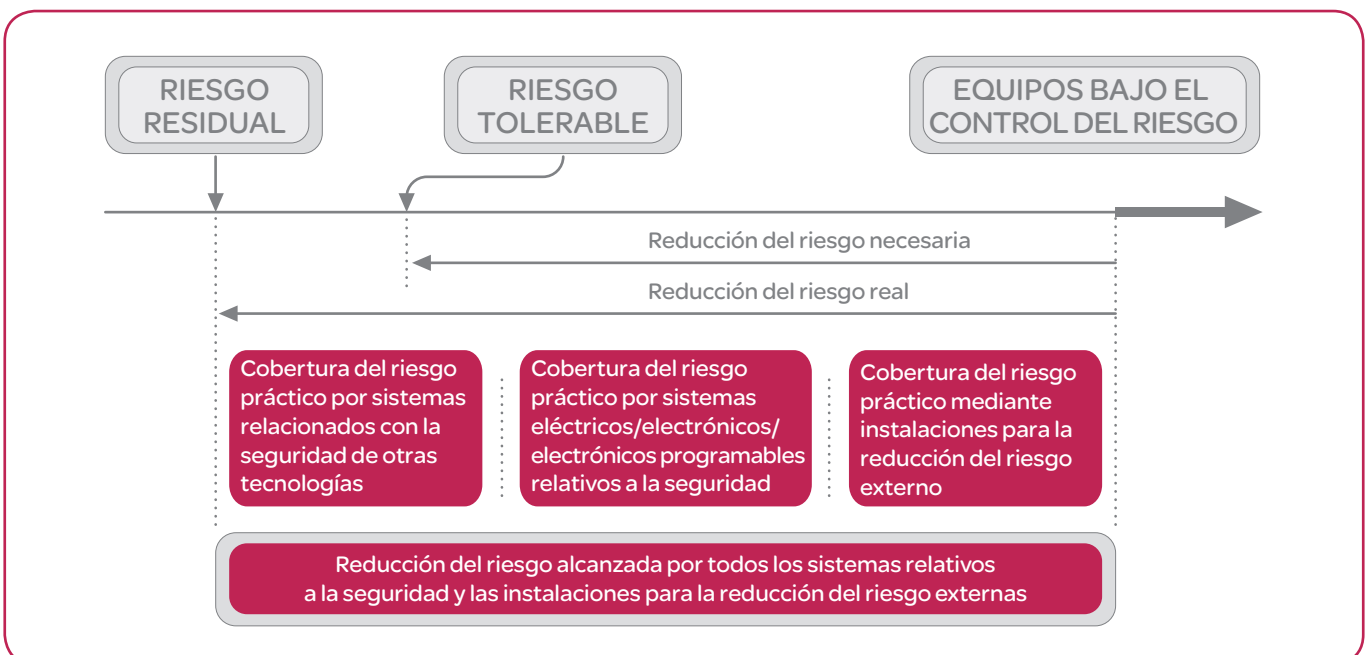 RIESGO
RESIDUAL
RIESGO
TOLERABLE
EQUIPOS BAJO EL
CONTROL DEL RIESGO
Reducción del riesgo necesaria
Reducción del riesgo real
Cobertura del riesgo
práctico por sistemas
relacionados con la
seguridad de otras
tecnologías
Cobertura del riesgo
práctico por sistemas
eléctricos/electrónicos/
electrónicos programables
relativos a la seguridad
Cobertura del riesgo
práctico mediante
instalaciones para la
reducción del riesgo
externo
Reducción del riesgo alcanzada por todos los sistemas relativos
a la seguridad y las instalaciones para la reducción del riesgo externas